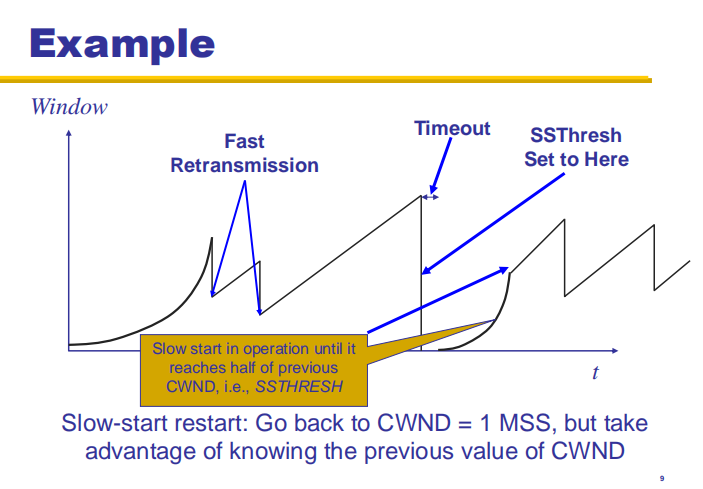 Example
Window
Fast
Retransmission
Timeout
SSThresh
Set to Here
Slow start in operation until it
reaches half of previous
CWND, i.e., SSTHRESH
t
Slow-start restart: Go back to CWND = 1 MSS, but take
advantage of knowing the previous value of CWND
9